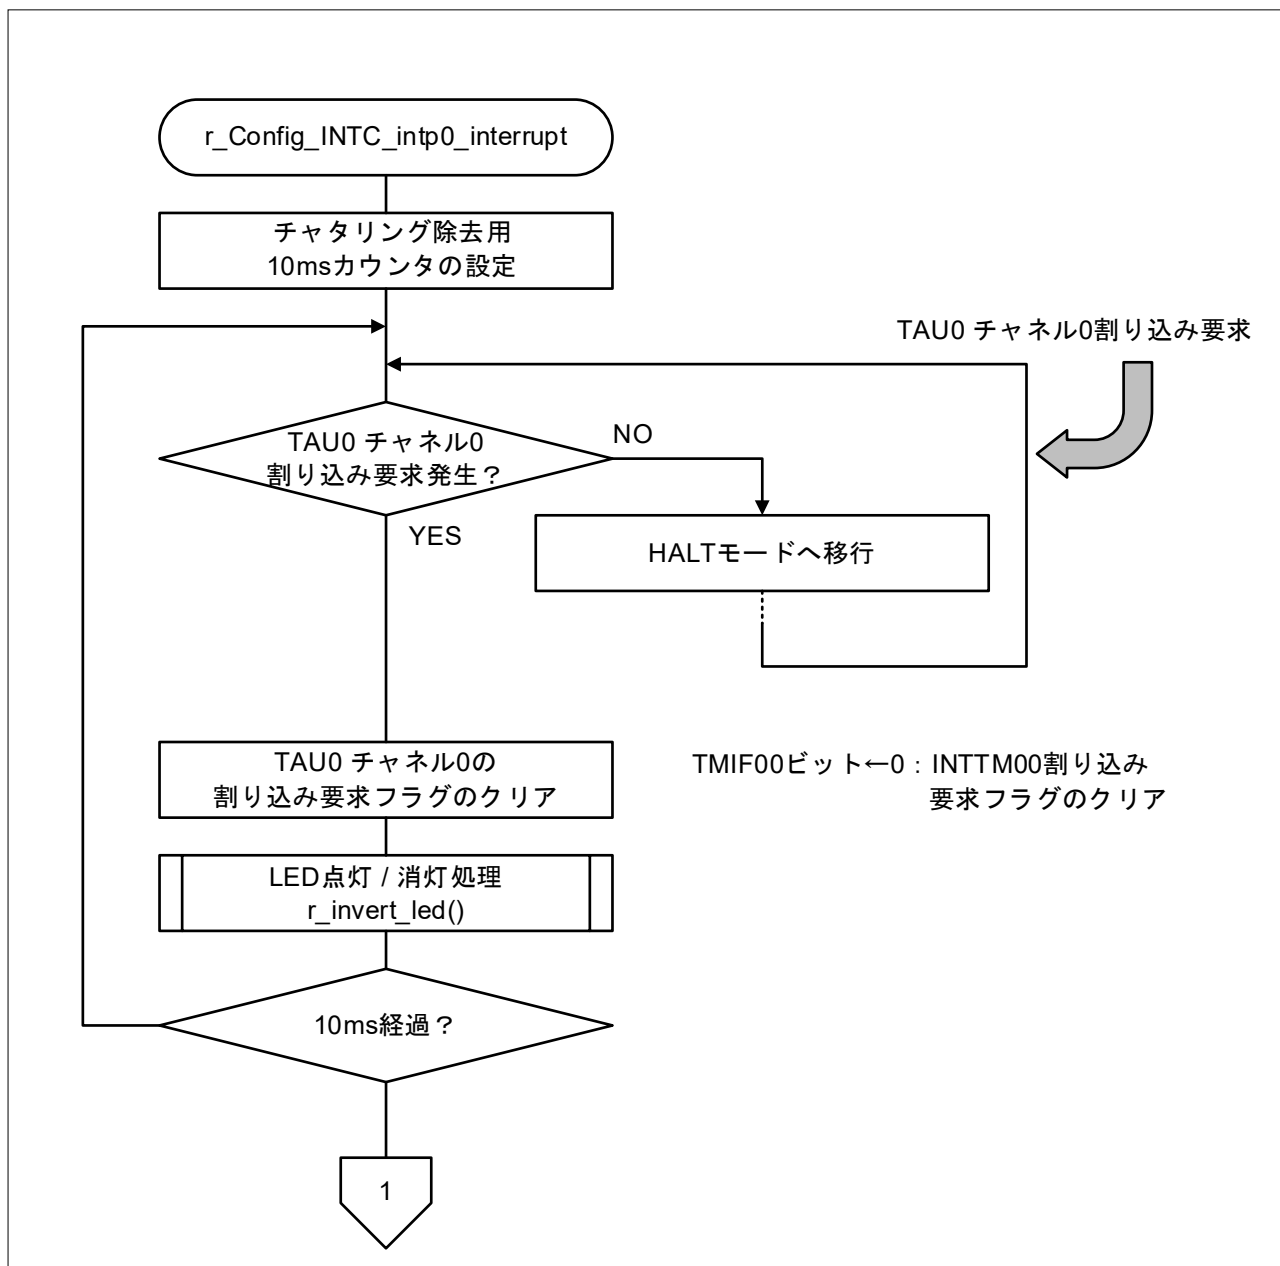 r_Config_INTC_intp0_interrupt
チャタリング除去用
10msカウンタの設定
TAU0 チャネル0割り込み要求
TAU0 チャネル0
割り込み要求発生？
NO
YES
HALTモードへ移行
TAU0 チャネル0の
割り込み要求フラグのクリア
TMIF00ビット←0：INTTM00割り込み
要求フラグのクリア
LED点灯 / 消灯処理
r_invert_led()
10ms経過？
1